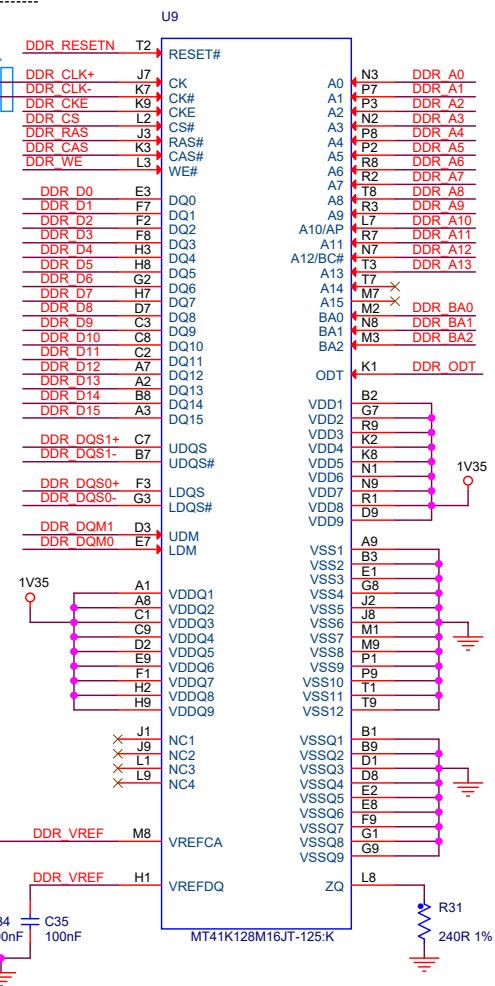 U9
DDR_RESETN T2 RESET#
DDR_CLK+ J7 CK A0 N3 DDR_A0
DDR_CLK- K7 CK# A1 P7 DDR_A1
DDR_CKE K9 CKE A2 P3 DDR_A2
DDR_CS L2 CS# A3 N2 DDR_A3
DDR_RAS J3 RAS# A4 P8 DDR_A4
DDR_CAS K3 CAS# A5 P2 DDR_A5
DDR_WE L3 WE# A6 R8 DDR_A6
A7 R2 DDR_A7
DDR_D0 E3 DQ0 A8 T8 DDR_A8
DDR_D1 F7 DQ1 A9 R3 DDR_A9
DDR_D2 F2 DQ2 A10/AP L7 DDR_A10
DDR_D3 F8 DQ3 A11 R7 DDR_A11
DDR_D4 H3 DQ4 A12/BC# N7 DDR_A12
DDR_D5 H8 DQ5 A13 T3 DDR_A13
DDR_D6 G2 DQ6 A14 T7
DDR_D7 H7 DQ7 A15 M7
DDR_D8 D7 DQ8 BA0 M2 DDR_BA0
DDR_D9 C3 DQ9 BA1 N8 DDR_BA1
DDR_D10 C8 DQ10 BA2 M3 DDR_BA2
DDR_D11 C2 DQ11
DDR_D12 A7 DQ12 ODT K1 DDR_ODT
DDR_D13 A2 DQ13
DDR_D14 B8 DQ14 VDD1 B2
DDR_D15 A3 DQ15 VDD2 G7
VDD3 R9
DDR_DQS1+ C7 UDQS VDD4 K2
DDR_DQS1- B7 UDQS# VDD5 K8
VDD6 N1
1V35
DDR_DQS0+ F3 LDQS VDD7 N9
DDR_DQS0- G3 LDQS# VDD8 R1
VDD9 D9
DDR_DQM1 D3 UDM
DDR_DQM0 E7 LDM VSS1 A9
VSS2 B3
1V35
VSS3 E1
A1 VDDQ1 VSS4 G8
A8 VDDQ2 VSS5 J2
C1 VDDQ3 VSS6 J8
C9 VDDQ4 VSS7 M1
D2 VDDQ5 VSS8 M9
E9 VDDQ6 VSS9 P1
F1 VDDQ7 VSS10 P9
H2 VDDQ8 VSS11 T1
H9 VDDQ9 VSS12 T9
J1 NC1 VSSQ1 B1
J9 NC2 VSSQ2 B9
L1 NC3 VSSQ3 D1
L9 NC4 VSSQ4 D8
VSSQ5 E2
VSSQ6 E8
VSSQ7 F9
DDR_VREF M8 VREFCA VSSQ8 G1
VSSQ9 G9
DDR_VREF H1 VREFDQ ZQ L8
R31
240R 1%
C35
100nF
MT41K128M16JT-125:K